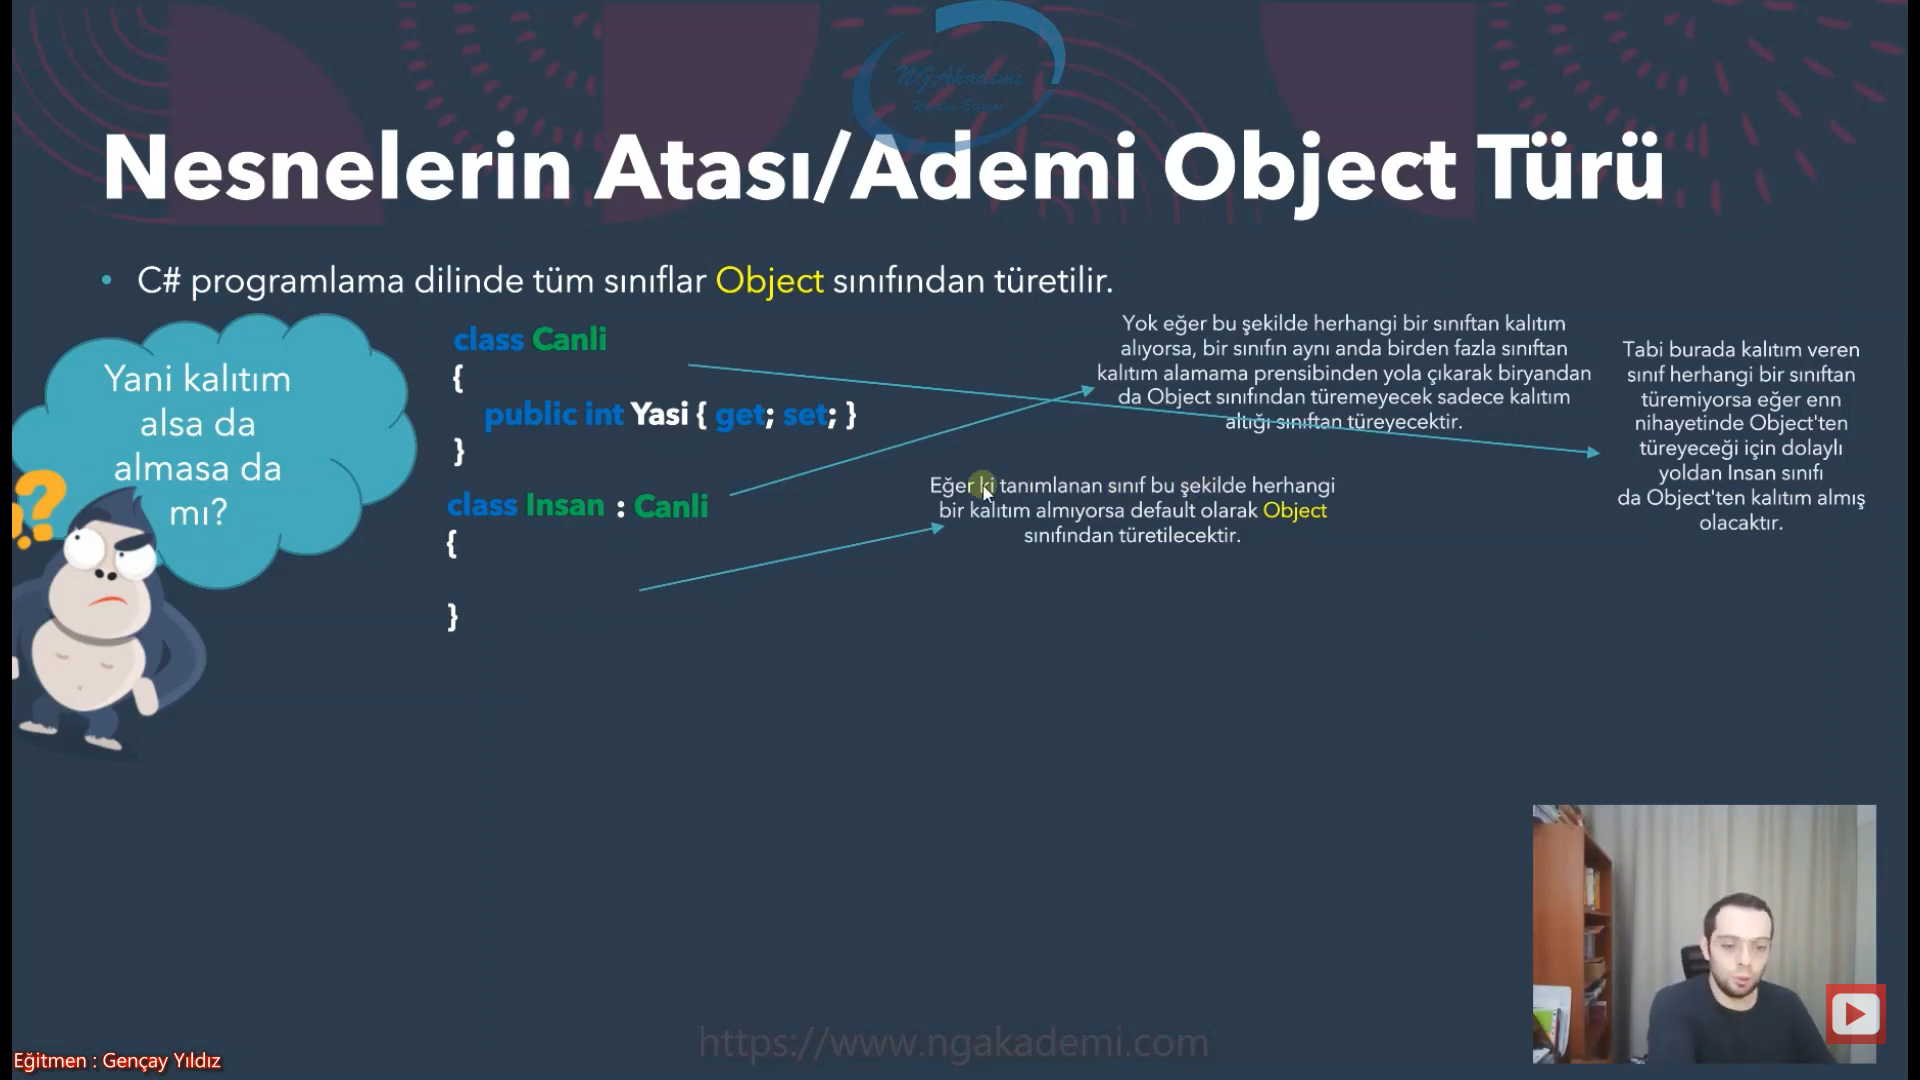 NGAkademi
Nesnelerin Atası/Ademi Object Türü
• C# programlama dilinde tüm sınıflar Object sınıfından türetilir.
Yani kalıtım
alsa da
almasa da
mı?
class Canli
{
public int Yasi { get; set; }
}
class Insan : Canli
{
}
Yok eğer bu şekilde herhangi bir sınıftan kalıtım
alıyorsa, bir sınıfın aynı anda birden fazla sınıftan
kalıtım alamama prensibinden yola çıkarak biryandan
da Object sınıfından türemeyecek sadece kalıtım
altığı sınıftan türeyecektir.
Eğer ki tanımlanan sınıf bu şekilde herhangi
bir kalıtım almıyorsa default olarak Object
sınıfından türetilecektir.
Tabi burada kalıtım veren
sınıf herhangi bir sınıftan
türemiyorsa eğer enn
nihayetinde Object'ten
türeyeceği için dolaylı
yoldan Insan sınıfı
da Object'ten kalıtım almış
olacaktır.
https://www.ngakademi.com
Eğitmen : Gençay Yıldız